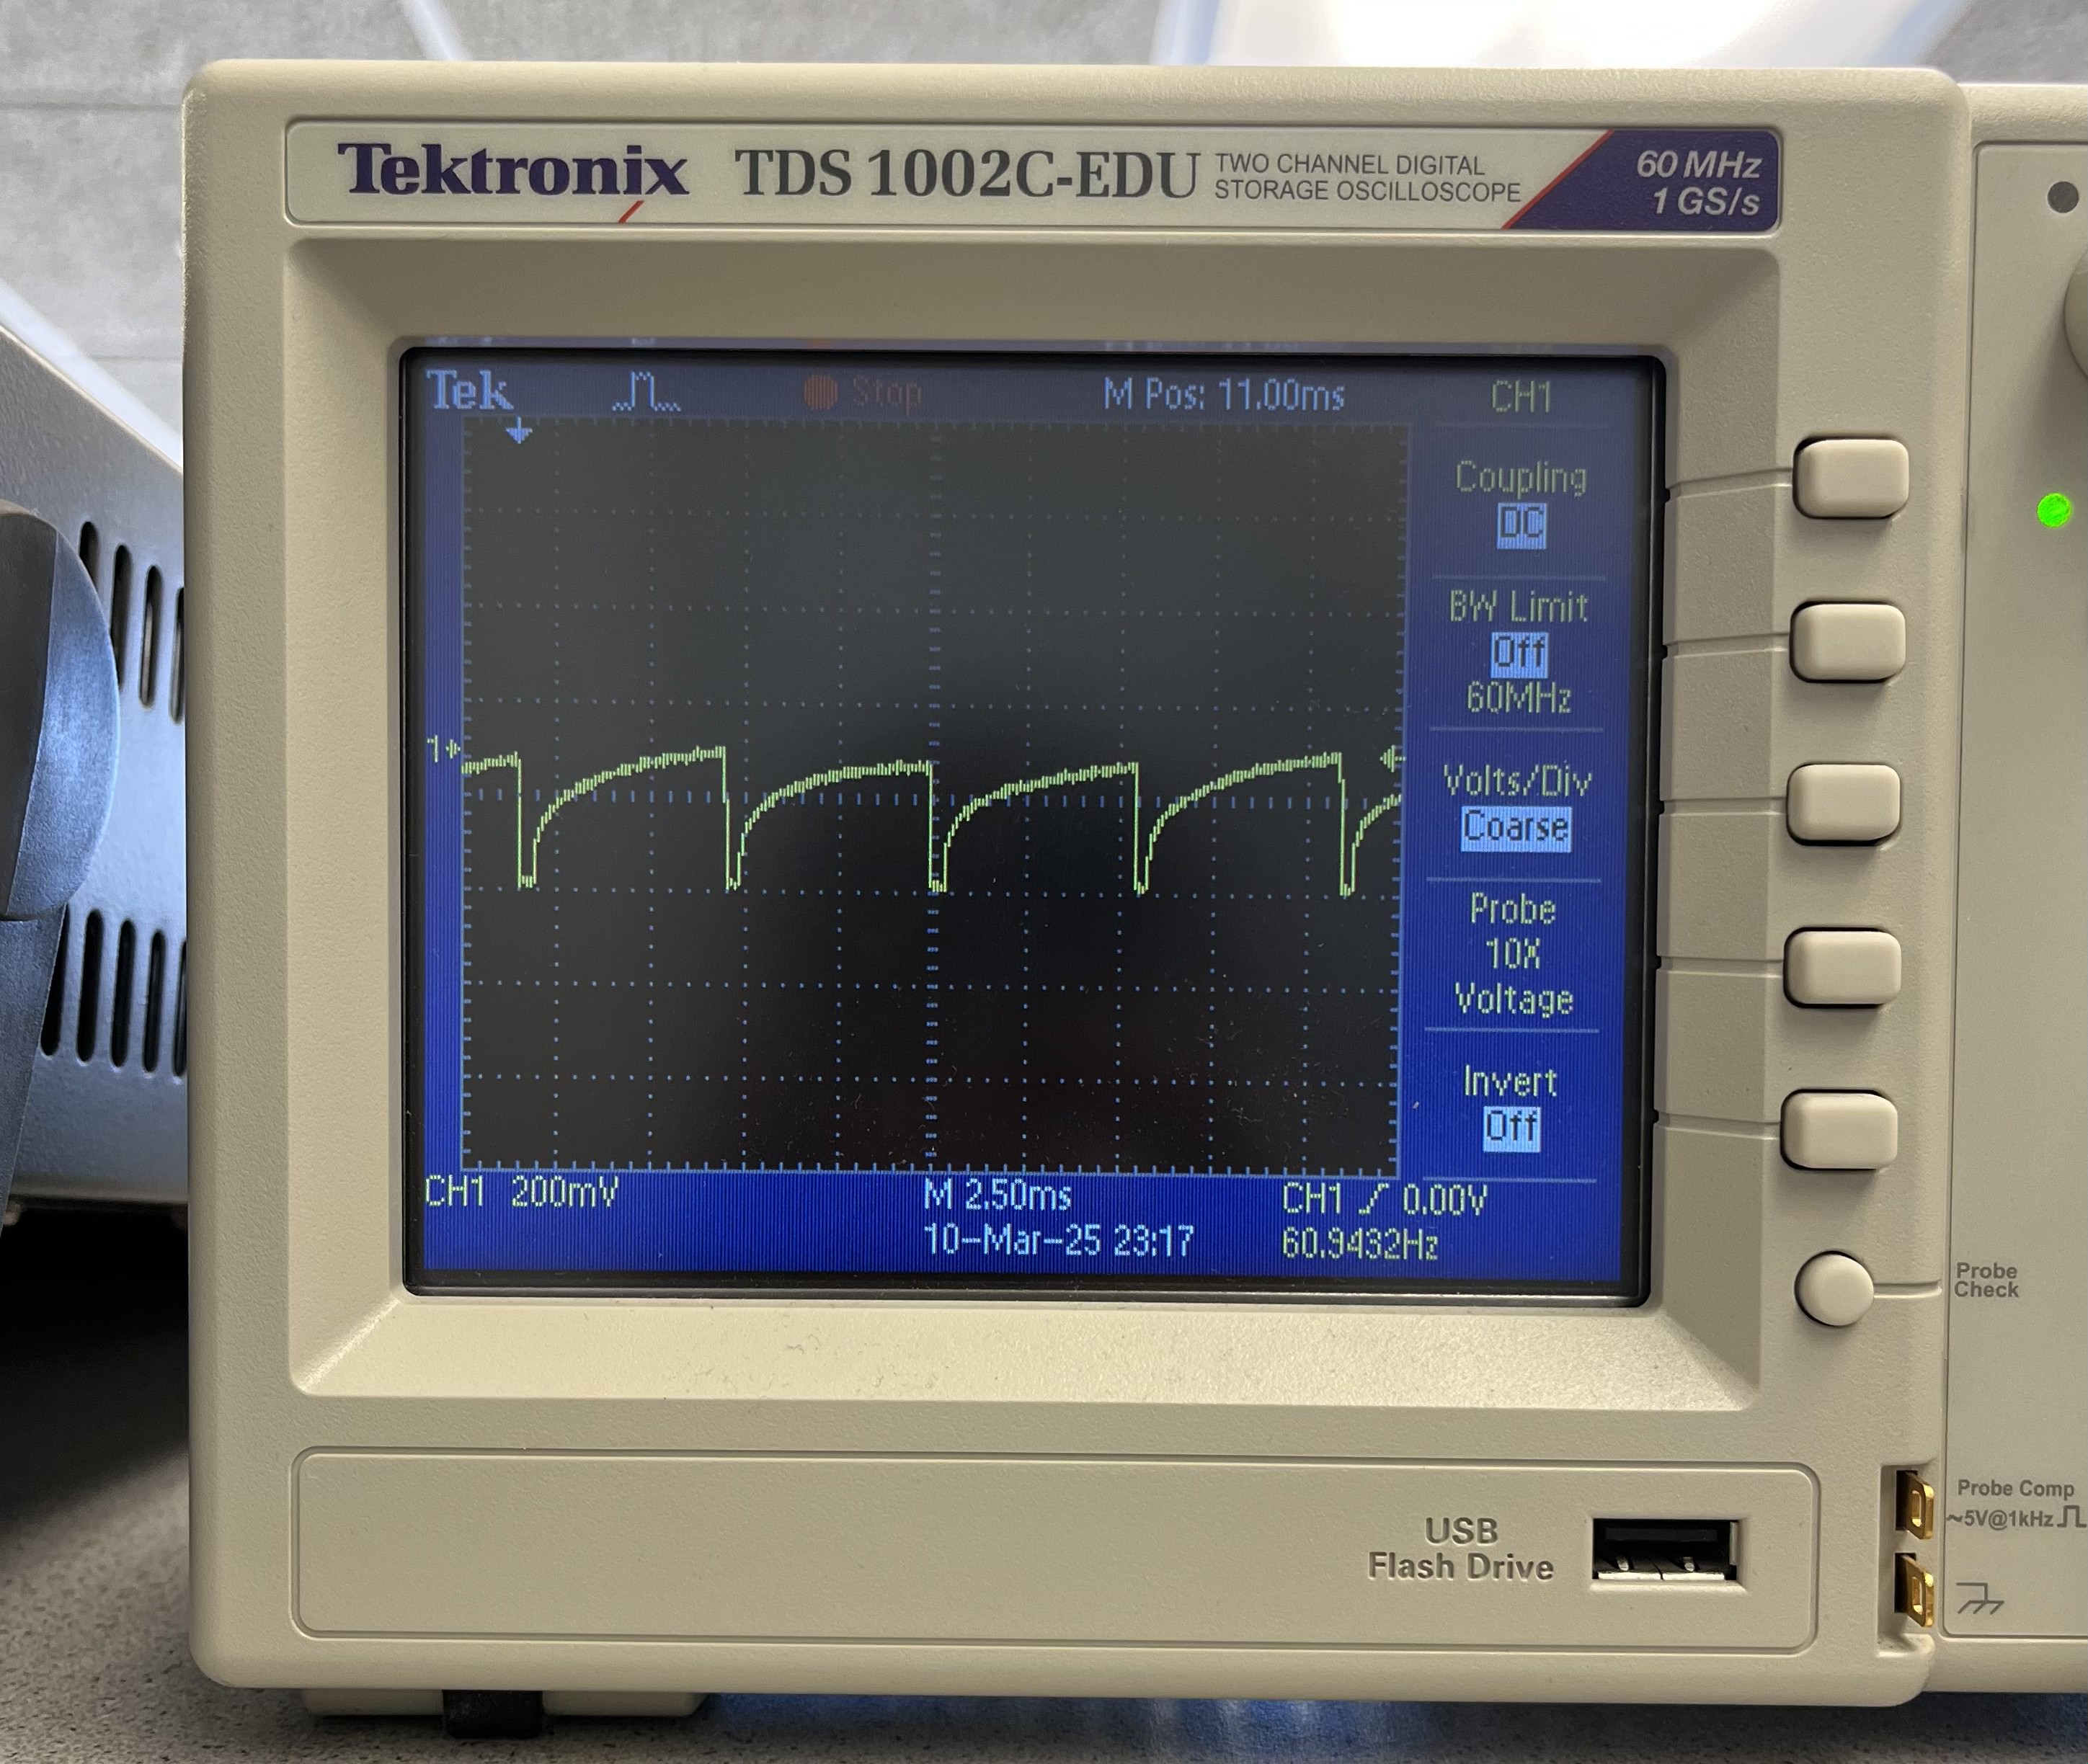 Tektronix TDS 1002C-EDU TWO CHANNEL DIGITAL
STORAGE OSCILLOSCOPE
60 MHz
1 GS/s
Tek Stop M Pos: 11.00ms CH1
Coupling
DC
BW Limit
Off
60MHz
Volts/Div
Coarse
Probe
10X
Voltage
Invert
Off
1
CH1 200mV M 2.50ms CH1 0.00V
10-Mar-25 23:17 60.9432Hz
Probe
Check
USB
Flash Drive
Probe Comp
~5V@1kHz